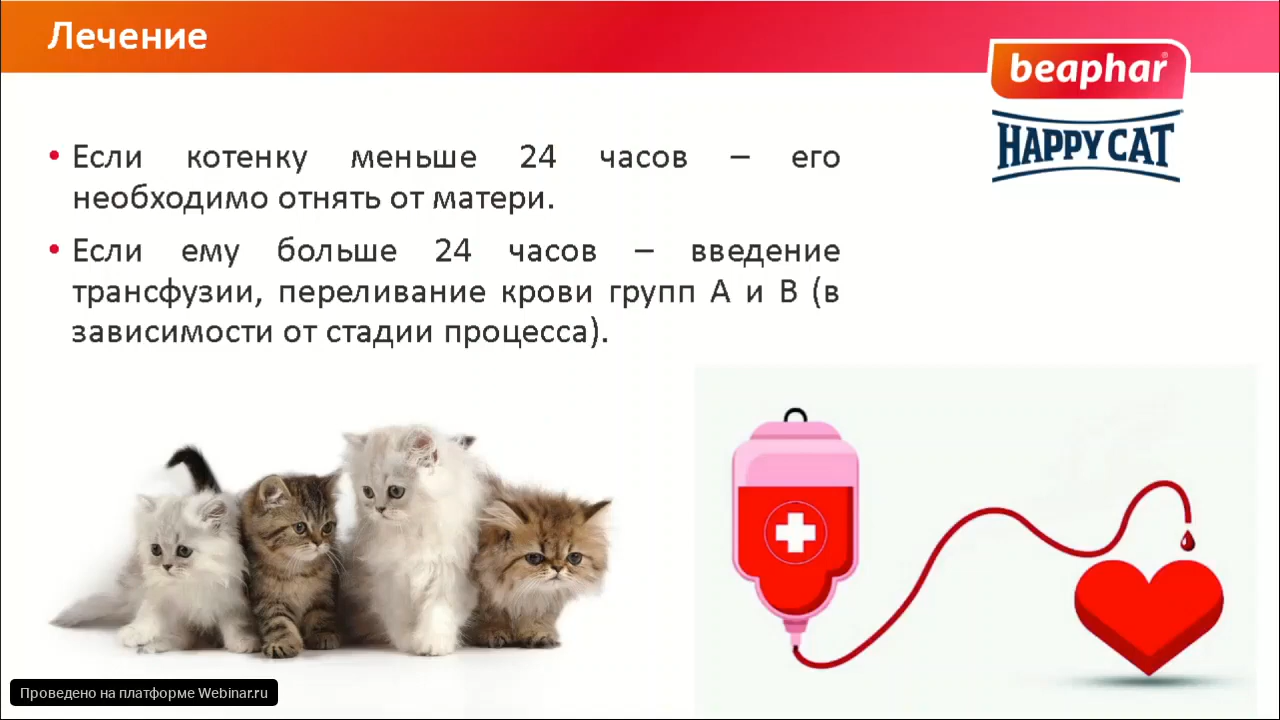 Лечение
beaphar
HAPPY CAT
• Если котенку меньше 24 часов – его
необходимо отнять от матери.
• Если ему больше 24 часов – введение
трансфузии, переливание крови групп А и В (в
зависимости от стадии процесса).
Проведено на платформе Webinar.ru